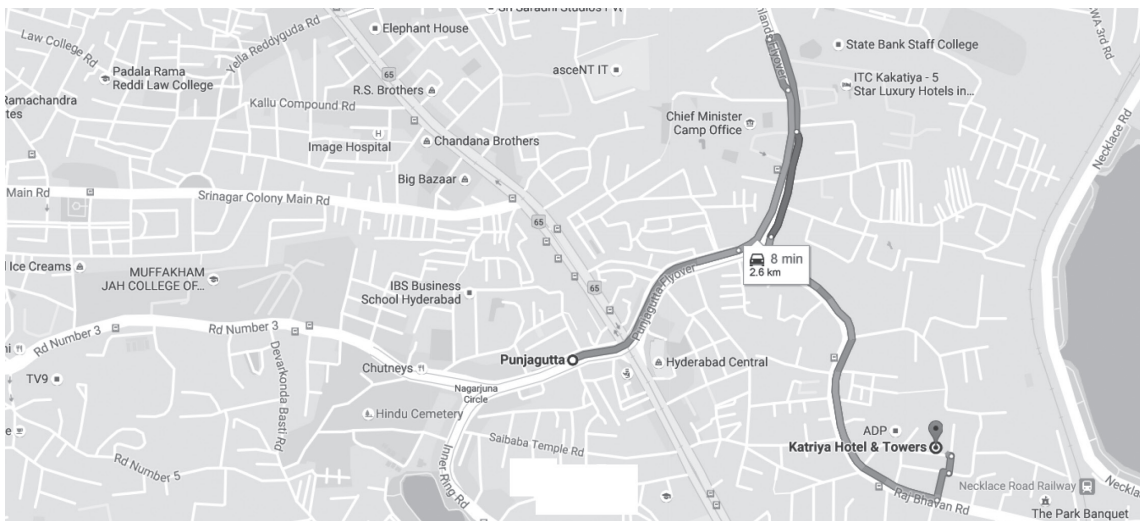 Sri Saradhi Studios Pvt
Elephant House
Law College Rd
Yella Reddyguda Rd
State Bank Staff College
Padala Rama
Reddi Law College
65
asceNT IT
R.S. Brothers
ITC Kakatiya - 5
Star Luxury Hotels in...
Ramachandra
tes
Kallu Compound Rd
Chief Minister
Camp Office
Necklace Rd
Image Hospital
H
Chandana Brothers
Big Bazaar
Main Rd
Srinagar Colony Main Rd
65
Ice Creams
MUFFAKHAM
JAH COLLEGE OF...
8 min
2.6 km
IBS Business
School Hyderabad
65
Punjagutta Flyover
Rd Number 3
Rd Number 3
Punjagutta
Hyderabad Central
Chutneys
TV9
Devarkonda Basti Rd
Nagarjuna
Circle
Hindu Cemetery
ADP
Katriya Hotel & Towers
Saibaba Temple Rd
Inner Ring Rd
Rd Number 5
Raj Bhavan Rd
Necklace Road Railway
The Park Banquet